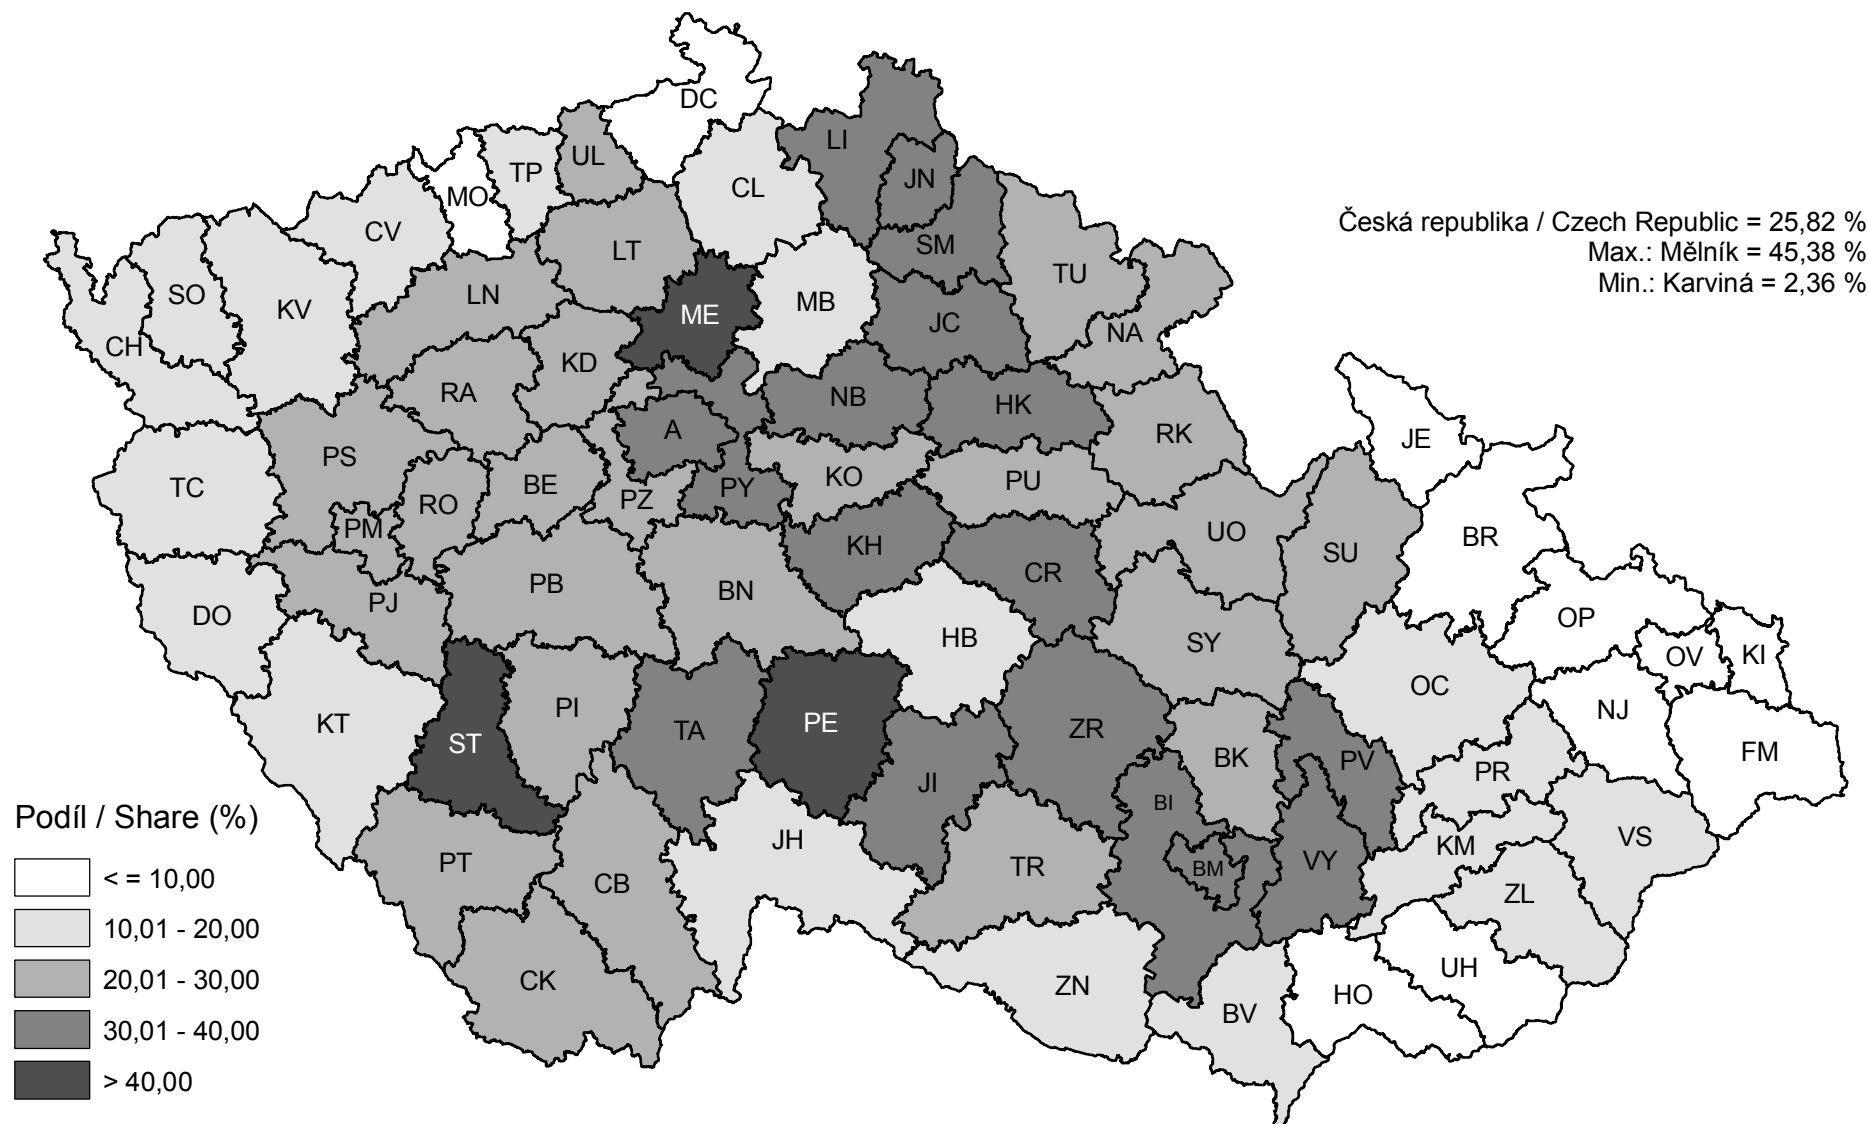 DC
LI
UL
TP
JN
CL
MO
CV
SM
LT
TU
SO
LN
KV
MB
ME
JC
NA
CH
KD
RA
NB
HK
A
RK
JE
PS
KO
PU
TC
BE
PY
PZ
RO
PM
UO
BR
KH
SU
CR
PB
BN
PJ
DO
OP
HB
SY
KI
OV
OC
PI
NJ
KT
PE
ZR
TA
ST
FM
BK
PV
PR
JI
BI
VS
JH
KM
VY
PT
TR
BM
CB
ZL
UH
CK
ZN
HO
BV
Česká republika / Czech Republic = 25,82 %
Max.: Mělník = 45,38 %
Min.: Karviná = 2,36 %
Podíl / Share (%)
< = 10,00
10,01 - 20,00
20,01 - 30,00
30,01 - 40,00
> 40,00